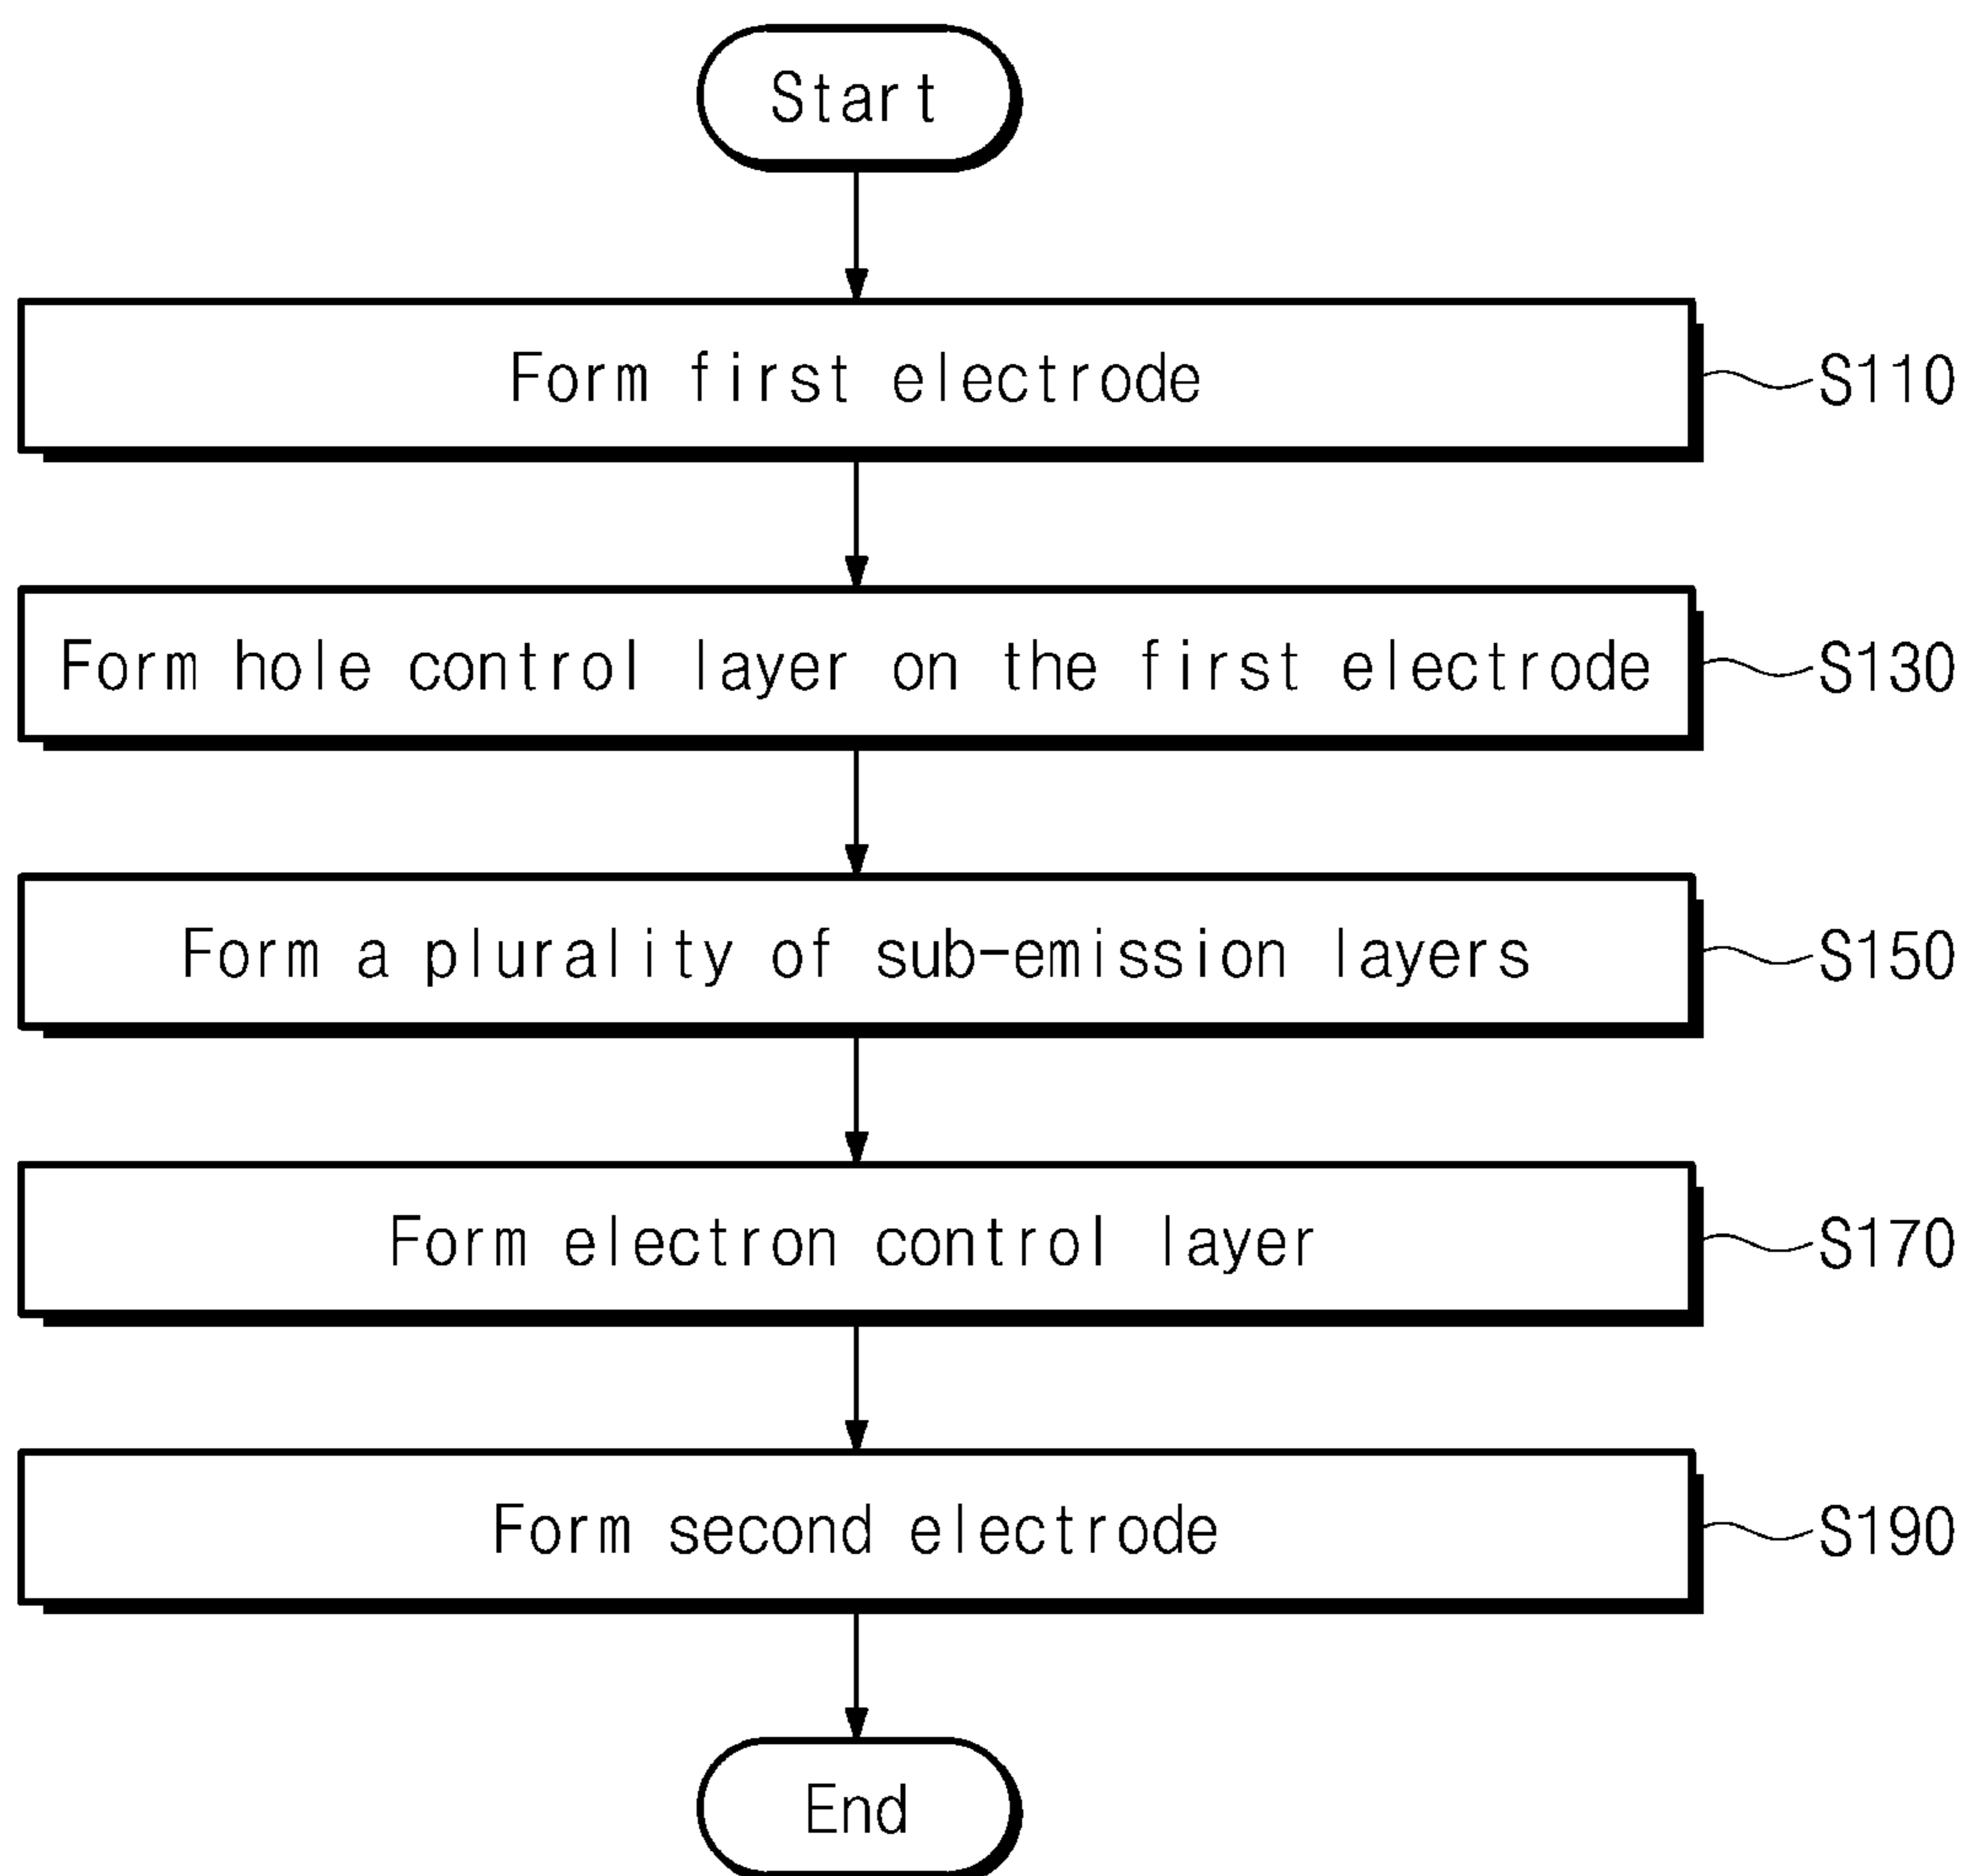 Start
Form first electrode
S110
Form hole control layer on the first electrode
S130
Form a plurality of sub-emission layers
S150
Form electron control layer
S170
Form second electrode
S190
End